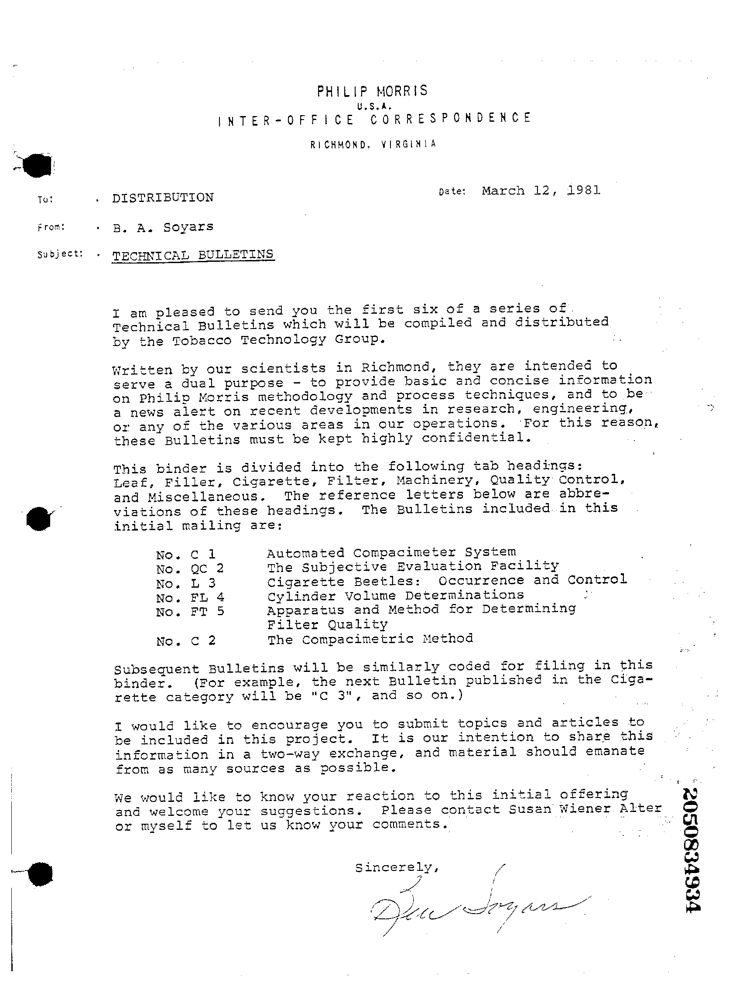 PHILIP MORRIS
U.S.A.
INTER-OFFICE CORRESPONDENCE
RICHMOND, VIRGINIA
To: . DISTRIBUTION Date: March 12, 1981
From: . B. A. Soyars
Subject: . TECHNICAL BULLETINS
I am pleased to send you the first six of a series of
Technical Bulletins which will be compiled and distributed
by the Tobacco Technology Group.
Written by our scientists in Richmond, they are intended to
serve a dual purpose - to provide basic and concise information
on Philip Morris methodology and process techniques, and to be
a news alert on recent developments in research, engineering,
or any of the various areas in our operations. For this reason,
these Bulletins must be kept highly confidential.
This binder is divided into the following tab headings:
Leaf, Filler, Cigarette, Filter, Machinery, Quality Control,
and Miscellaneous. The reference letters below are abbre-
viations of these headings. The Bulletins included in this
initial mailing are:
No. C 1 Automated Compacimeter System
No. QC 2 The Subjective Evaluation Facility
No. L 3 Cigarette Beetles: Occurrence and Control
No. FL 4 Cylinder Volume Determinations
No. FT 5 Apparatus and Method for Determining
Filter Quality
No. C 2 The Compacimetric Method
Subsequent Bulletins will be similarly coded for filing in this
binder. (For example, the next Bulletin published in the Ciga-
rette category will be "C 3", and so on.)
I would like to encourage you to submit topics and articles to
be included in this project. It is our intention to share this
information in a two-way exchange, and material should emanate
from as many sources as possible.
We would like to know your reaction to this initial offering
and welcome your suggestions. Please contact Susan Wiener Alter
or myself to let us know your comments.
Sincerely,
Soyars
2050834934